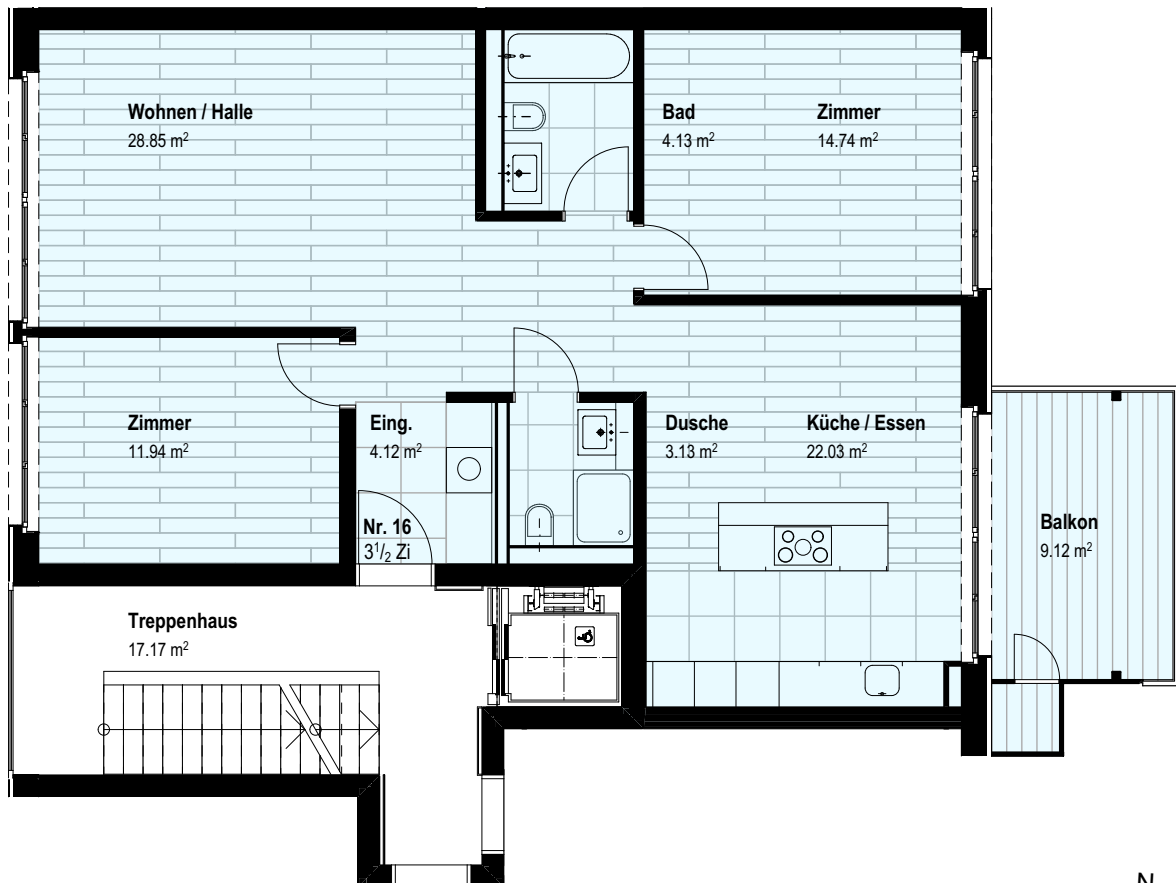 Wohnen / Halle
28.85 m²
Bad
4.13 m²
Zimmer
14.74 m²
Zimmer
11.94 m²
Eing.
4.12 m²
Nr. 16
3¹/₂ Zi
Dusche
3.13 m²
Küche / Essen
22.03 m²
Balkon
9.12 m²
Treppenhaus
17.17 m²
N